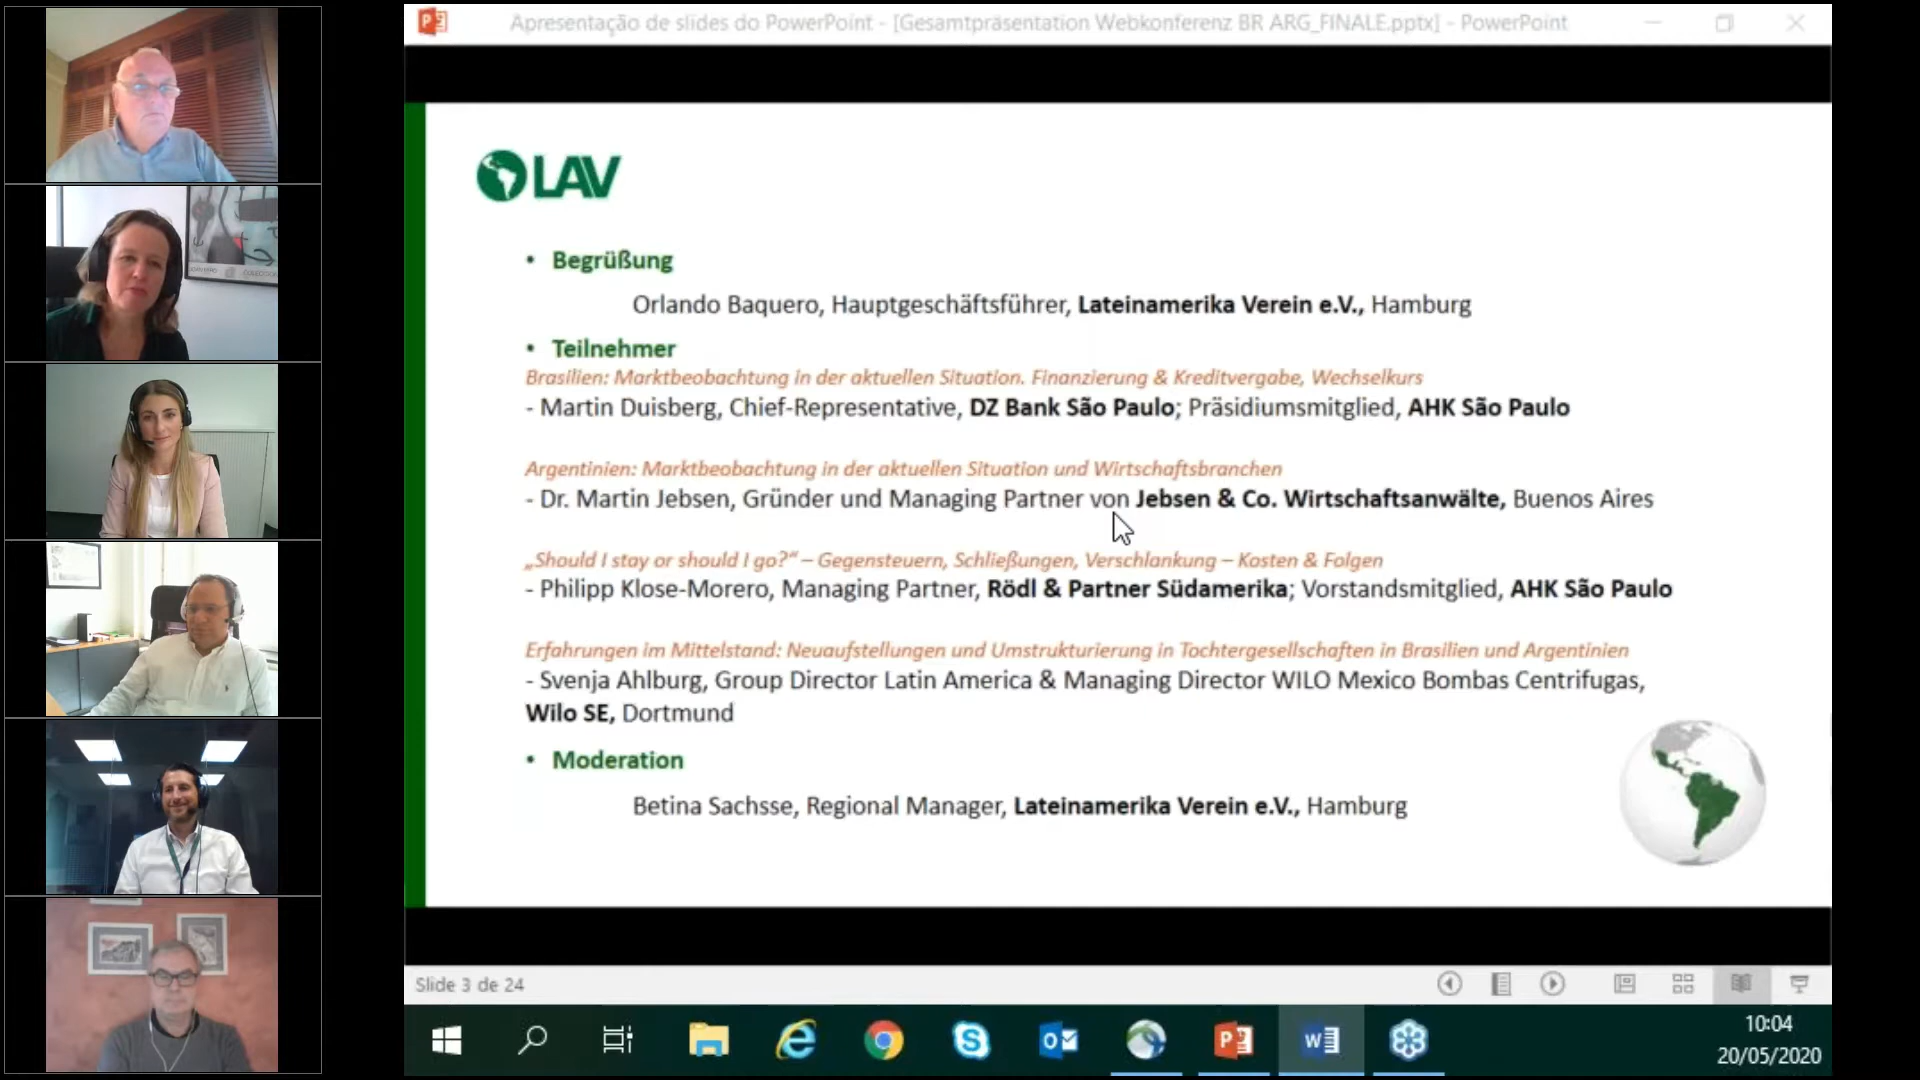 Apresentação de slides do PowerPoint - [Gesamtpräsentation Webkonferenz BR ARG_FINALE.pptx] - PowerPoint
LAV
• Begrüßung
Orlando Baquero, Hauptgeschäftsführer, Lateinamerika Verein e.V., Hamburg
• Teilnehmer
Brasilien: Marktbeobachtung in der aktuellen Situation. Finanzierung & Kreditvergabe, Wechselkurs
- Martin Duisberg, Chief-Representative, DZ Bank São Paulo; Präsidiumsmitglied, AHK São Paulo
Argentinien: Marktbeobachtung in der aktuellen Situation und Wirtschaftsbranchen
- Dr. Martin Jebsen, Gründer und Managing Partner von Jebsen & Co. Wirtschaftsanwälte, Buenos Aires
„Should I stay or should I go?“ – Gegensteuern, Schließungen, Verschlankung – Kosten & Folgen
- Philipp Klose-Morero, Managing Partner, Rödl & Partner Südamerika; Vorstandsmitglied, AHK São Paulo
Erfahrungen im Mittelstand: Neuaufstellungen und Umstrukturierung in Tochtergesellschaften in Brasilien und Argentinien
- Svenja Ahlburg, Group Director Latin America & Managing Director WILO Mexico Bombas Centrifugas,
Wilo SE, Dortmund
• Moderation
Betina Sachsse, Regional Manager, Lateinamerika Verein e.V., Hamburg
Slide 3 de 24
10:04
20/05/2020